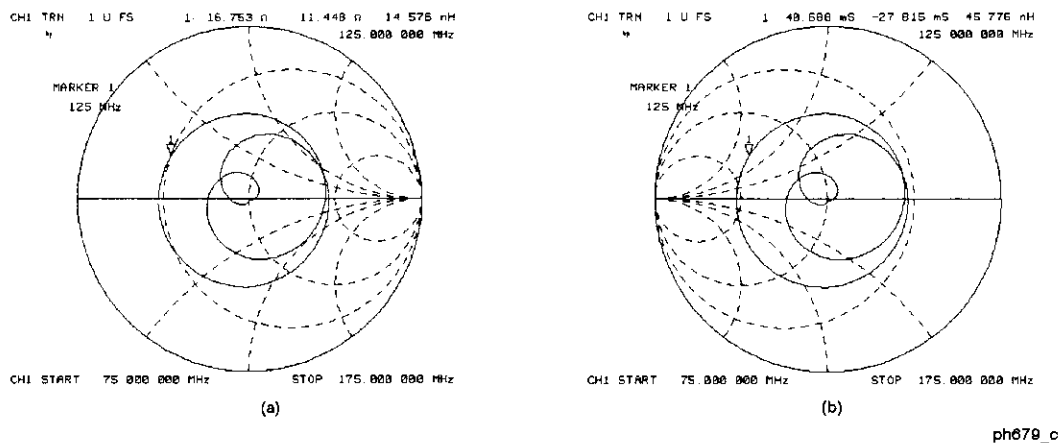 CH1 TRN 1 U FS 1: 16.753 Ω 11.448 Ω 14.576 nH
125.000 000 MHz
MARKER 1
125 MHz
1
CH1 START 75.000 000 MHz STOP 175.000 000 MHz
(a)
CH1 TRN 1 U FS 1 40.688 mS -27 815 mS 45.776 nH
125 000 000 MHz
MARKER 1
125 MHz
1
CH1 START 75.000 000 MHz STOP 175.000 000 MHz
(b)
ph679_c